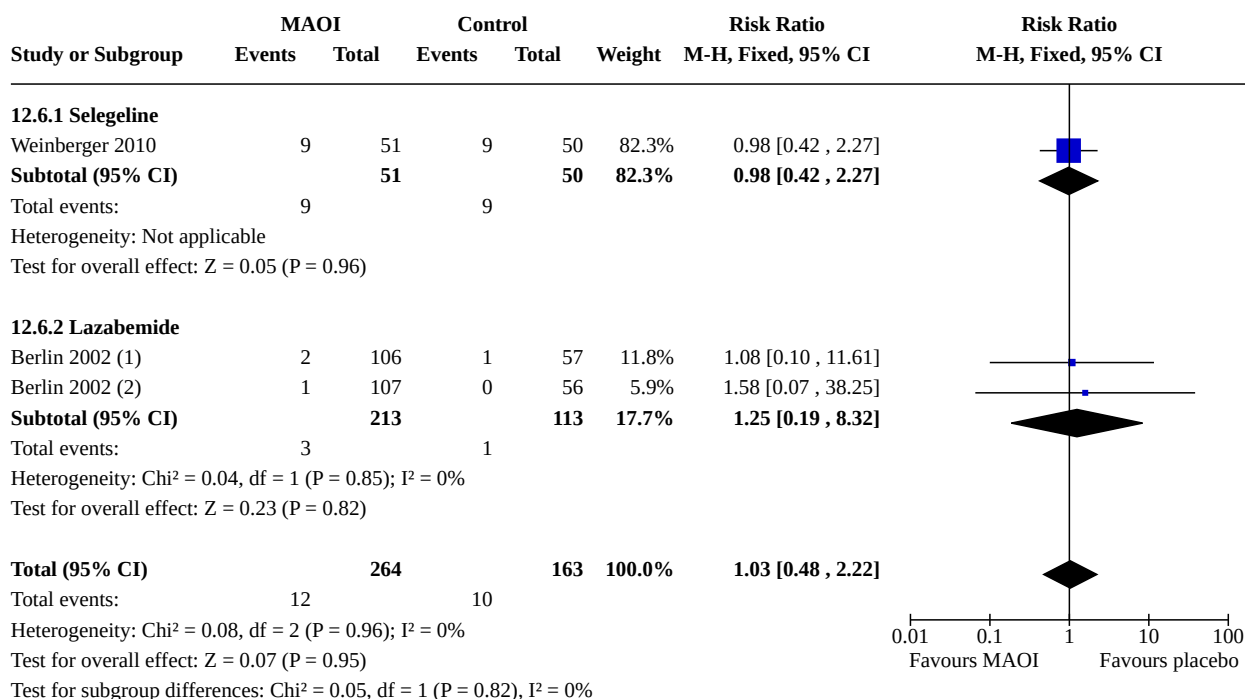 MAOI Control Risk Ratio Risk Ratio
Study or Subgroup Events Total Events Total Weight M-H, Fixed, 95% CI M-H, Fixed, 95% CI
12.6.1 Selegeline
Weinberger 2010 9 51 9 50 82.3% 0.98 [0.42 , 2.27]
Subtotal (95% CI) 51 50 82.3% 0.98 [0.42 , 2.27]
Total events: 9 9
Heterogeneity: Not applicable
Test for overall effect: Z = 0.05 (P = 0.96)
12.6.2 Lazabemide
Berlin 2002 (1) 2 106 1 57 11.8% 1.08 [0.10 , 11.61]
Berlin 2002 (2) 1 107 0 56 5.9% 1.58 [0.07 , 38.25]
Subtotal (95% CI) 213 113 17.7% 1.25 [0.19 , 8.32]
Total events: 3 1
Heterogeneity: Chi² = 0.04, df = 1 (P = 0.85); I² = 0%
Test for overall effect: Z = 0.23 (P = 0.82)
Total (95% CI) 264 163 100.0% 1.03 [0.48 , 2.22]
Total events: 12 10
Heterogeneity: Chi² = 0.08, df = 2 (P = 0.96); I² = 0% 0.01 0.1 1 10 100
Test for overall effect: Z = 0.07 (P = 0.95) Favours MAOI Favours placebo
Test for subgroup differences: Chi² = 0.05, df = 1 (P = 0.82), I² = 0%